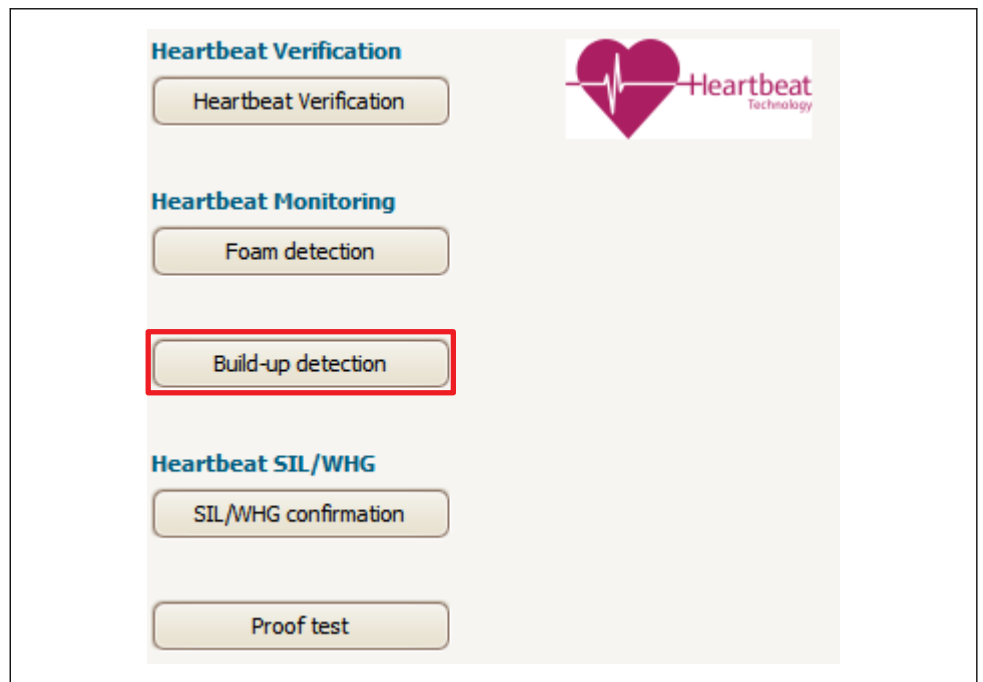 Heartbeat Verification
Heartbeat Verification
Heartbeat
Technology
Heartbeat Monitoring
Foam detection
Build-up detection
Heartbeat SIL/WHG
SIL/WHG confirmation
Proof test